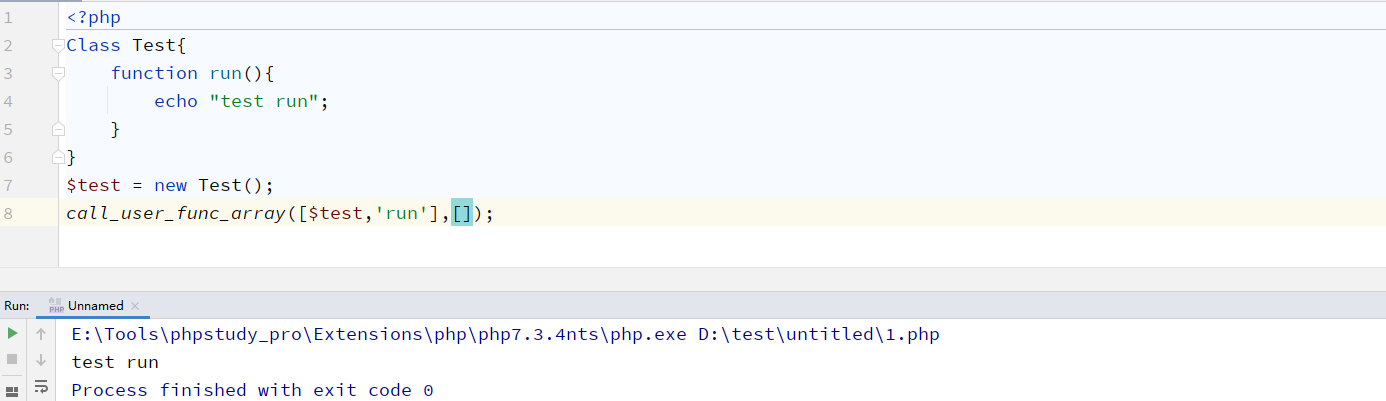 1 <?php
2 Class Test{
3 function run(){
4 echo "test run";
5 }
6 }
7 $test = new Test();
8 call_user_func_array([$test,'run'],[]);
Run: PHP Unnamed ×
E:\Tools\phpstudy_pro\Extensions\php\php7.3.4nts\php.exe D:\test\untitled\1.php
test run
Process finished with exit code 0